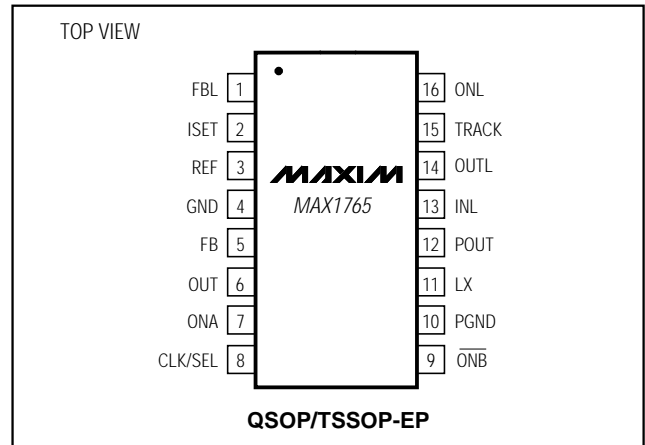 TOP VIEW
FBL 1
ISET 2
REF 3
GND 4
FB 5
OUT 6
ONA 7
CLK/SEL 8
MAXIM
MAX1765
16 ONL
15 TRACK
14 OUTL
13 INL
12 POUT
11 LX
10 PGND
9 O̅N̅B̅
QSOP/TSSOP-EP